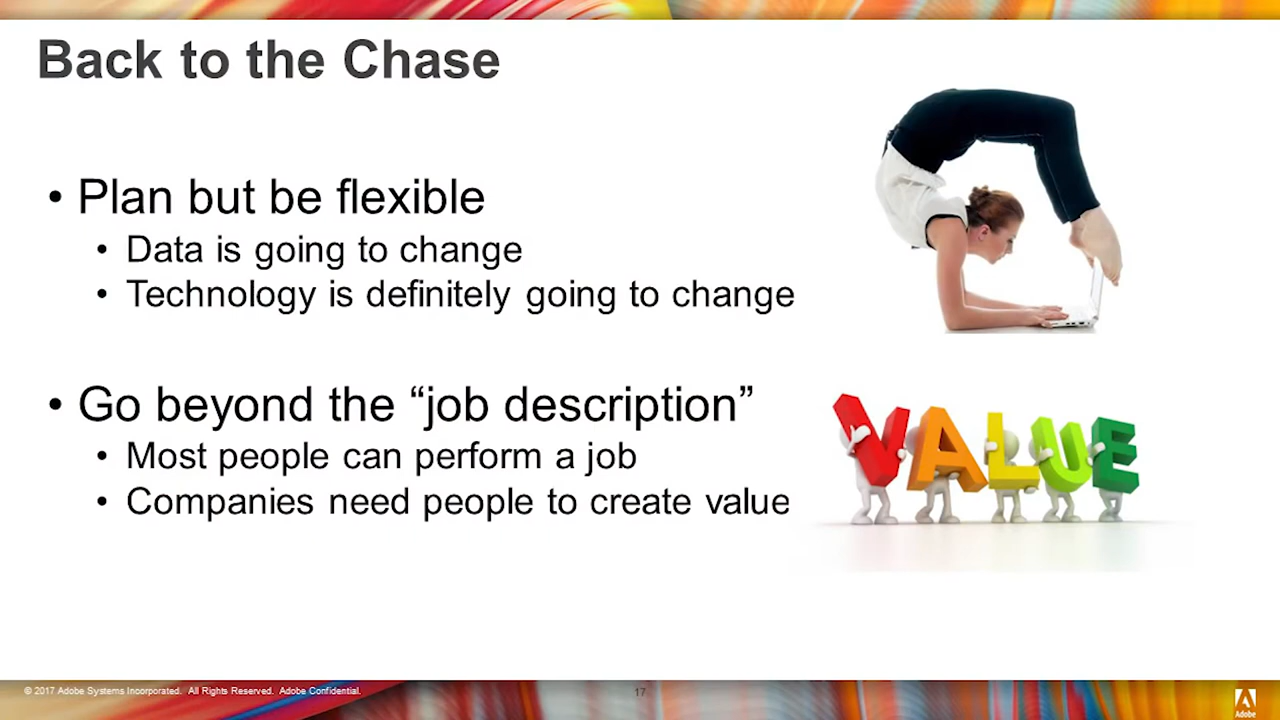 Back to the Chase
• Plan but be flexible
• Data is going to change
• Technology is definitely going to change
• Go beyond the “job description”
• Most people can perform a job
• Companies need people to create value
VALUE
© 2017 Adobe Systems Incorporated. All Rights Reserved. Adobe Confidential.
17
Adobe